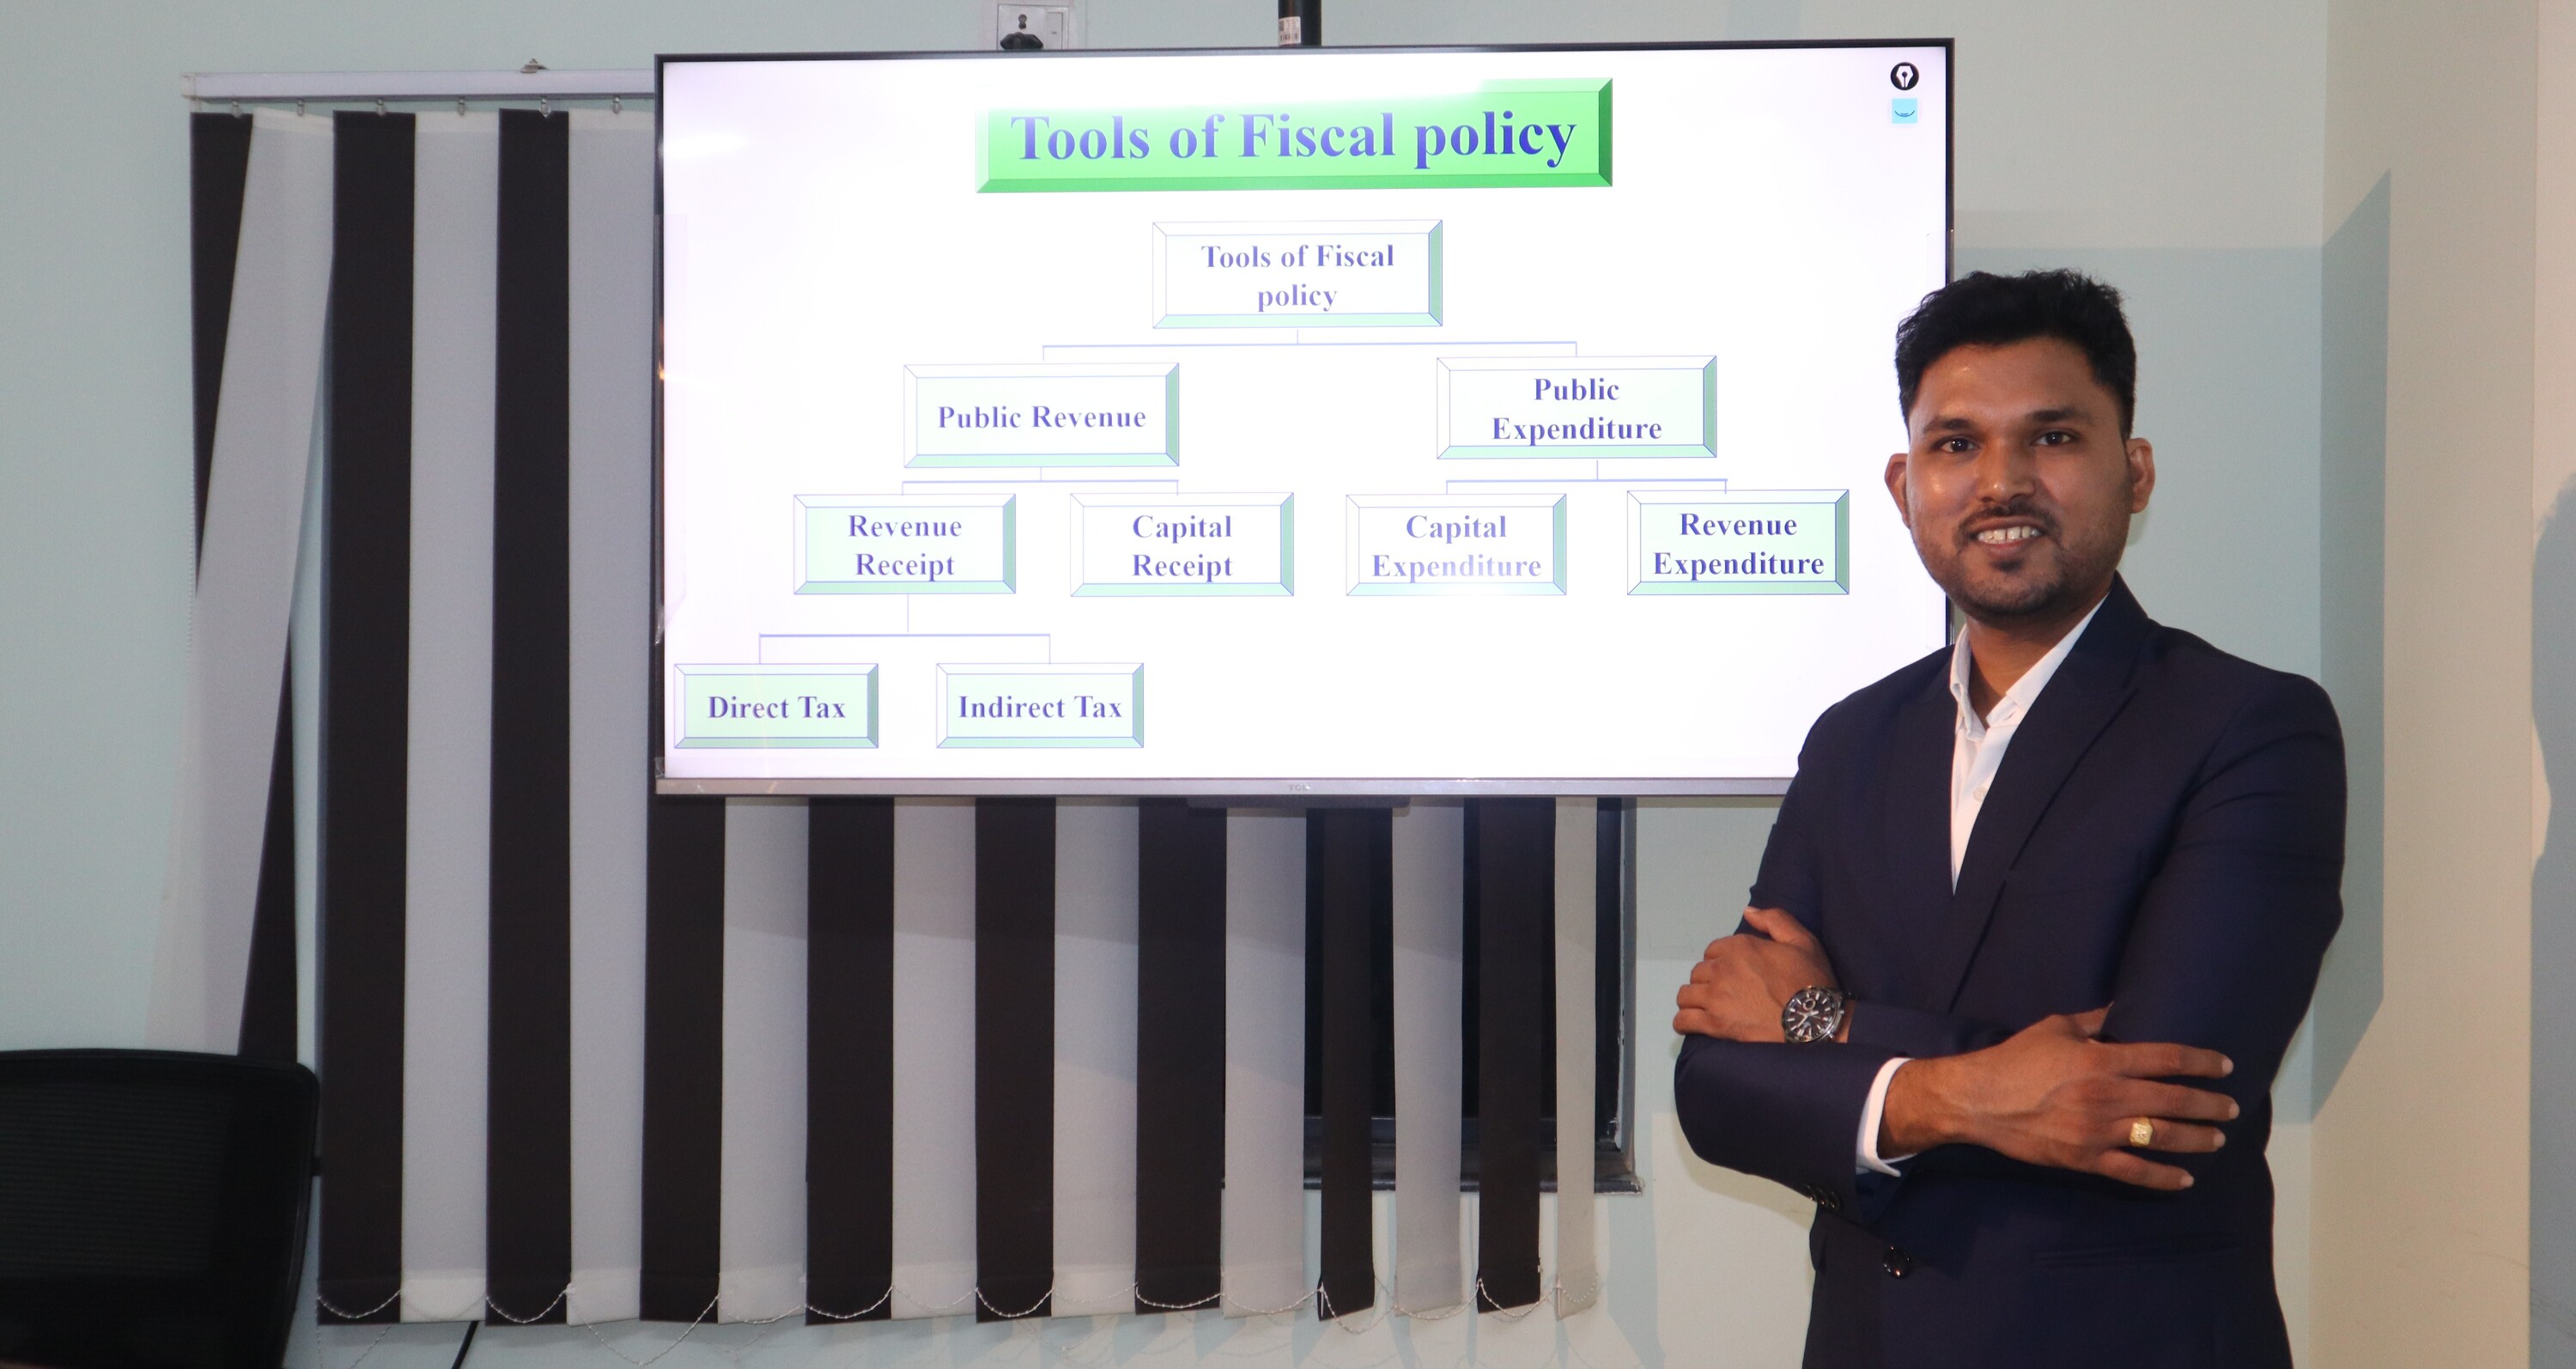 Tools of Fiscal policy
Tools of Fiscal
policy
Public Revenue
Public
Expenditure
Revenue
Receipt
Capital
Receipt
Capital
Expenditure
Revenue
Expenditure
Direct Tax
Indirect Tax
TCL